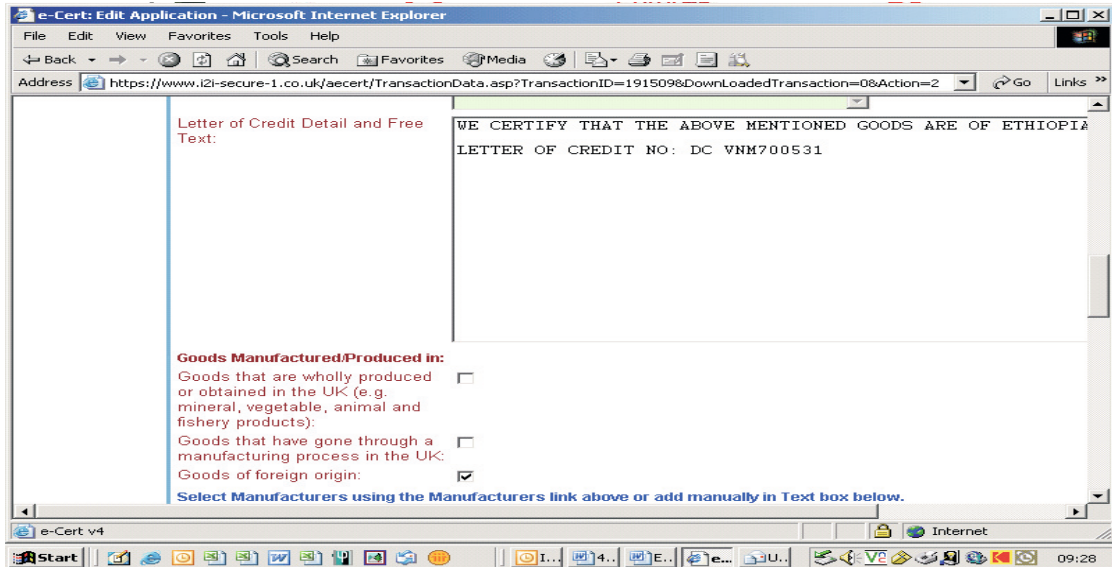 e-Cert: Edit Application - Microsoft Internet Explorer
File Edit View Favorites Tools Help
Back Search Favorites Media
Address https://www.i2i-secure-1.co.uk/aecert/TransactionData.asp?TransactionID=191509&DownLoadedTransaction=0&Action=2 Go Links »
Letter of Credit Detail and Free
Text:
WE CERTIFY THAT THE ABOVE MENTIONED GOODS ARE OF ETHIOPIA
LETTER OF CREDIT NO: DC VNM700531
Goods Manufactured/Produced in:
Goods that are wholly produced
or obtained in the UK (e.g.
mineral, vegetable, animal and
fishery products):
Goods that have gone through a
manufacturing process in the UK:
Goods of foreign origin:
Select Manufacturers using the Manufacturers link above or add manually in Text box below.
e-Cert v4 Internet
Start I... 4.. E.. e... U.. 09:28